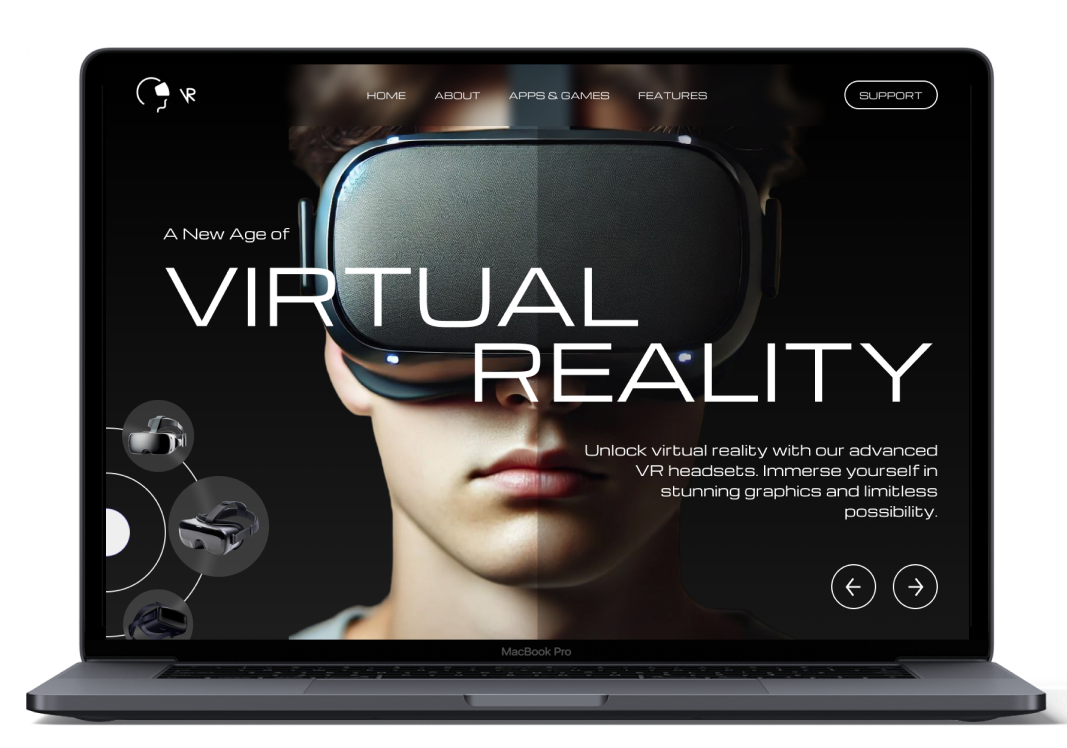 VR
HOME
ABOUT
APPS & GAMES
FEATURES
SUPPORT
A New Age of
VIRTUAL
REALITY
Unlock virtual reality with our advanced
VR headsets. Immerse yourself in
stunning graphics and limitless
possibility.
MacBook Pro